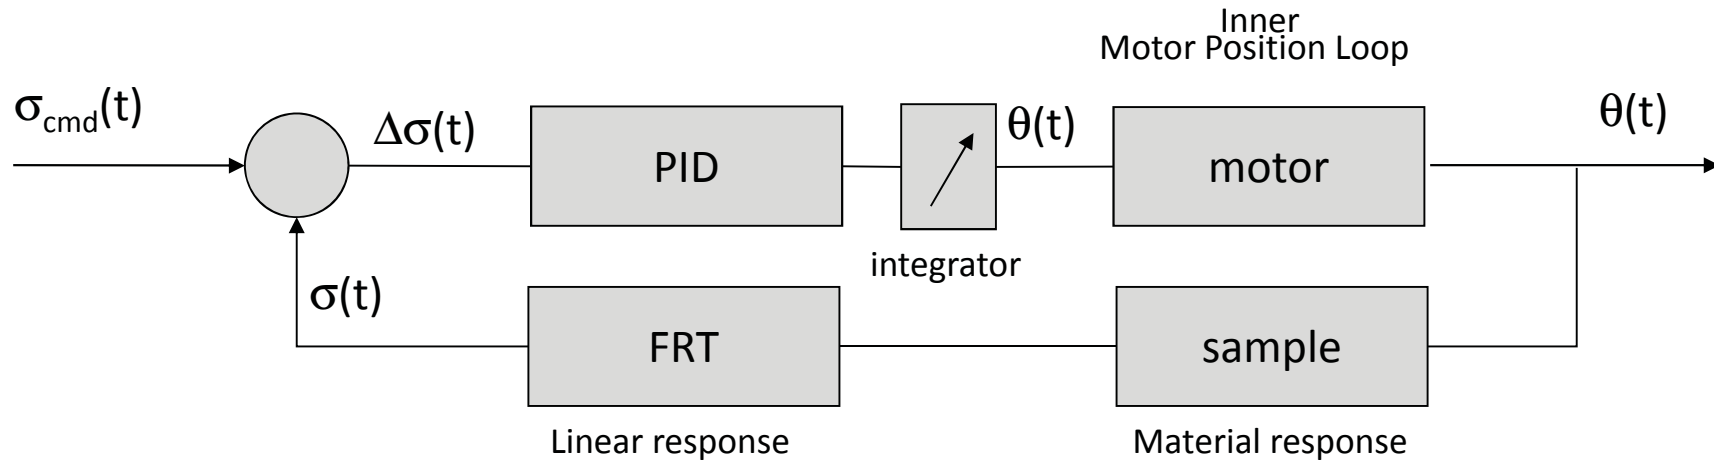 Inner
Motor Position Loop
σcmd(t)
Δσ(t)
PID
θ(t)
motor
θ(t)
integrator
σ(t)
FRT
sample
Linear response
Material response